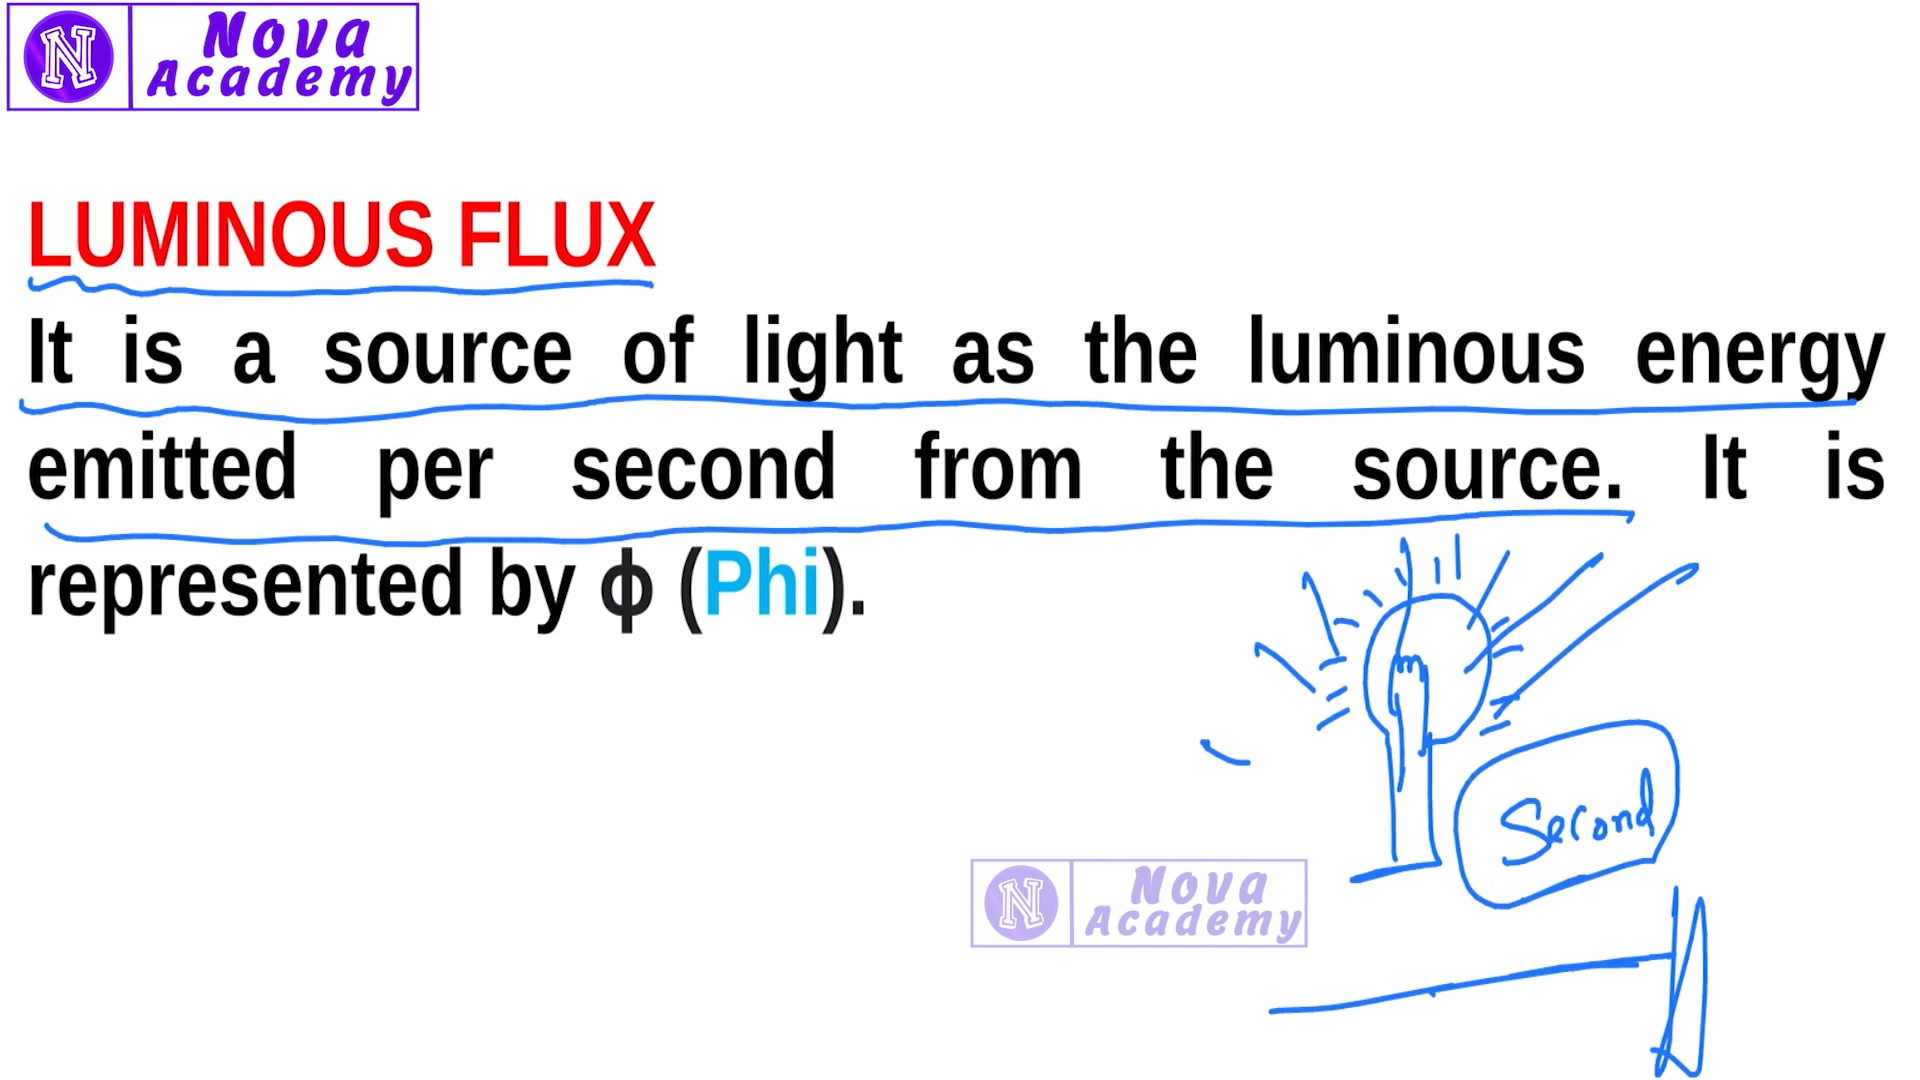 Nova
Academy
LUMINOUS FLUX
It is a source of light as the luminous energy
emitted per second from the source. It is
represented by ϕ (Phi).
Second
Nova
Academy